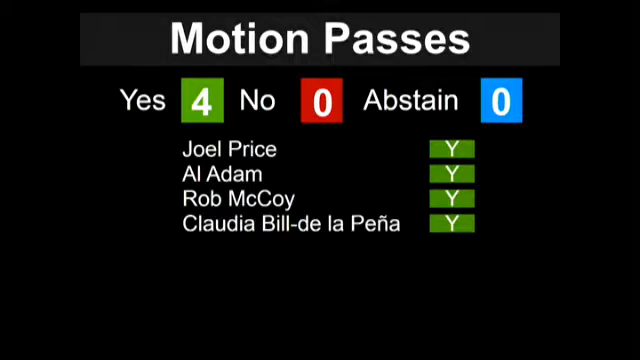 Motion Passes
Yes 4 No 0 Abstain 0
Joel Price Y
Al Adam Y
Rob McCoy Y
Claudia Bill-de la Peña Y